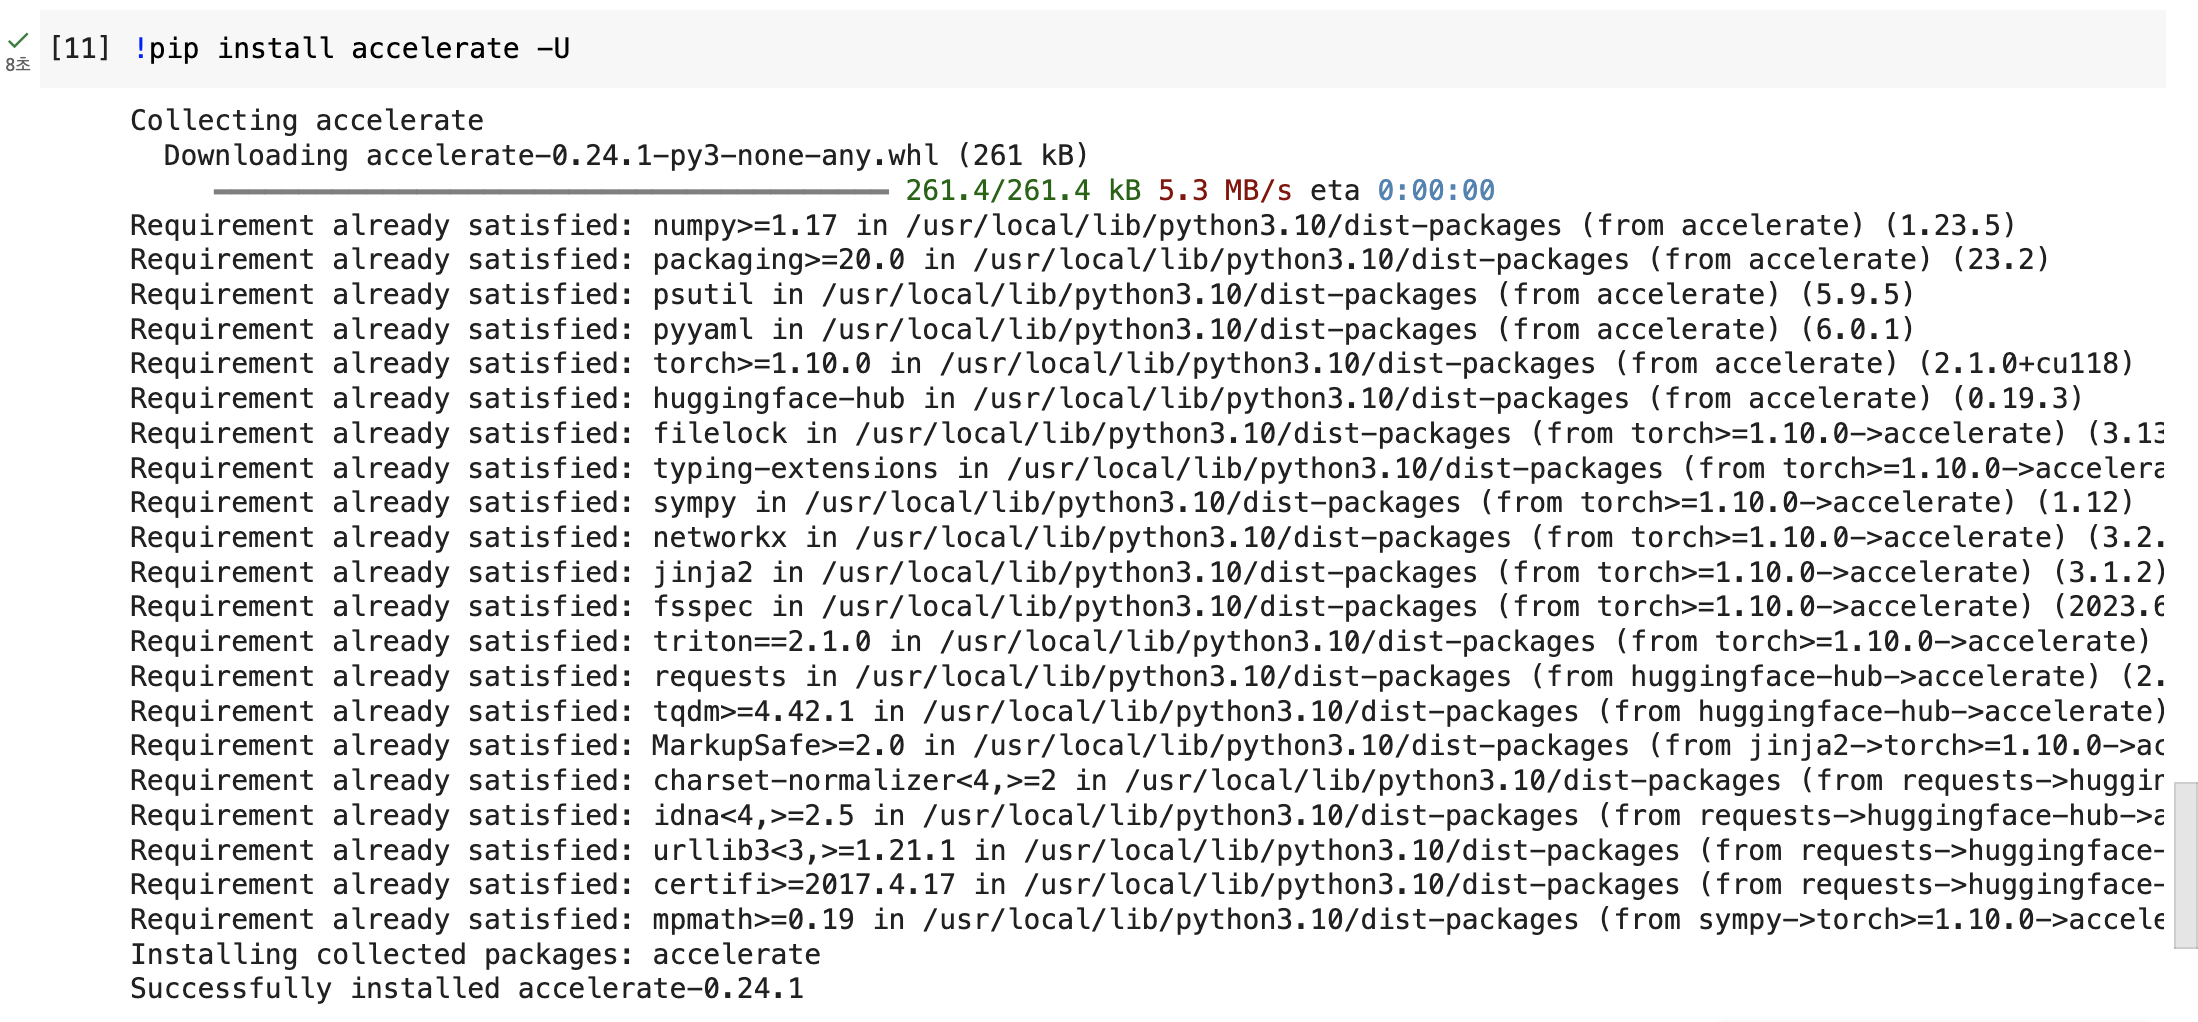 [11] !pip install accelerate -U
8초
Collecting accelerate
Downloading accelerate-0.24.1-py3-none-any.whl (261 kB)
261.4/261.4 kB 5.3 MB/s eta 0:00:00
Requirement already satisfied: numpy>=1.17 in /usr/local/lib/python3.10/dist-packages (from accelerate) (1.23.5)
Requirement already satisfied: packaging>=20.0 in /usr/local/lib/python3.10/dist-packages (from accelerate) (23.2)
Requirement already satisfied: psutil in /usr/local/lib/python3.10/dist-packages (from accelerate) (5.9.5)
Requirement already satisfied: pyyaml in /usr/local/lib/python3.10/dist-packages (from accelerate) (6.0.1)
Requirement already satisfied: torch>=1.10.0 in /usr/local/lib/python3.10/dist-packages (from accelerate) (2.1.0+cu118)
Requirement already satisfied: huggingface-hub in /usr/local/lib/python3.10/dist-packages (from accelerate) (0.19.3)
Requirement already satisfied: filelock in /usr/local/lib/python3.10/dist-packages (from torch>=1.10.0->accelerate) (3.13
Requirement already satisfied: typing-extensions in /usr/local/lib/python3.10/dist-packages (from torch>=1.10.0->accelera
Requirement already satisfied: sympy in /usr/local/lib/python3.10/dist-packages (from torch>=1.10.0->accelerate) (1.12)
Requirement already satisfied: networkx in /usr/local/lib/python3.10/dist-packages (from torch>=1.10.0->accelerate) (3.2.
Requirement already satisfied: jinja2 in /usr/local/lib/python3.10/dist-packages (from torch>=1.10.0->accelerate) (3.1.2)
Requirement already satisfied: fsspec in /usr/local/lib/python3.10/dist-packages (from torch>=1.10.0->accelerate) (2023.6
Requirement already satisfied: triton==2.1.0 in /usr/local/lib/python3.10/dist-packages (from torch>=1.10.0->accelerate)
Requirement already satisfied: requests in /usr/local/lib/python3.10/dist-packages (from huggingface-hub->accelerate) (2.
Requirement already satisfied: tqdm>=4.42.1 in /usr/local/lib/python3.10/dist-packages (from huggingface-hub->accelerate)
Requirement already satisfied: MarkupSafe>=2.0 in /usr/local/lib/python3.10/dist-packages (from jinja2->torch>=1.10.0->ac
Requirement already satisfied: charset-normalizer<4,>=2 in /usr/local/lib/python3.10/dist-packages (from requests->huggin
Requirement already satisfied: idna<4,>=2.5 in /usr/local/lib/python3.10/dist-packages (from requests->huggingface-hub->a
Requirement already satisfied: urllib3<3,>=1.21.1 in /usr/local/lib/python3.10/dist-packages (from requests->huggingface-
Requirement already satisfied: certifi>=2017.4.17 in /usr/local/lib/python3.10/dist-packages (from requests->huggingface-
Requirement already satisfied: mpmath>=0.19 in /usr/local/lib/python3.10/dist-packages (from sympy->torch>=1.10.0->accele
Installing collected packages: accelerate
Successfully installed accelerate-0.24.1